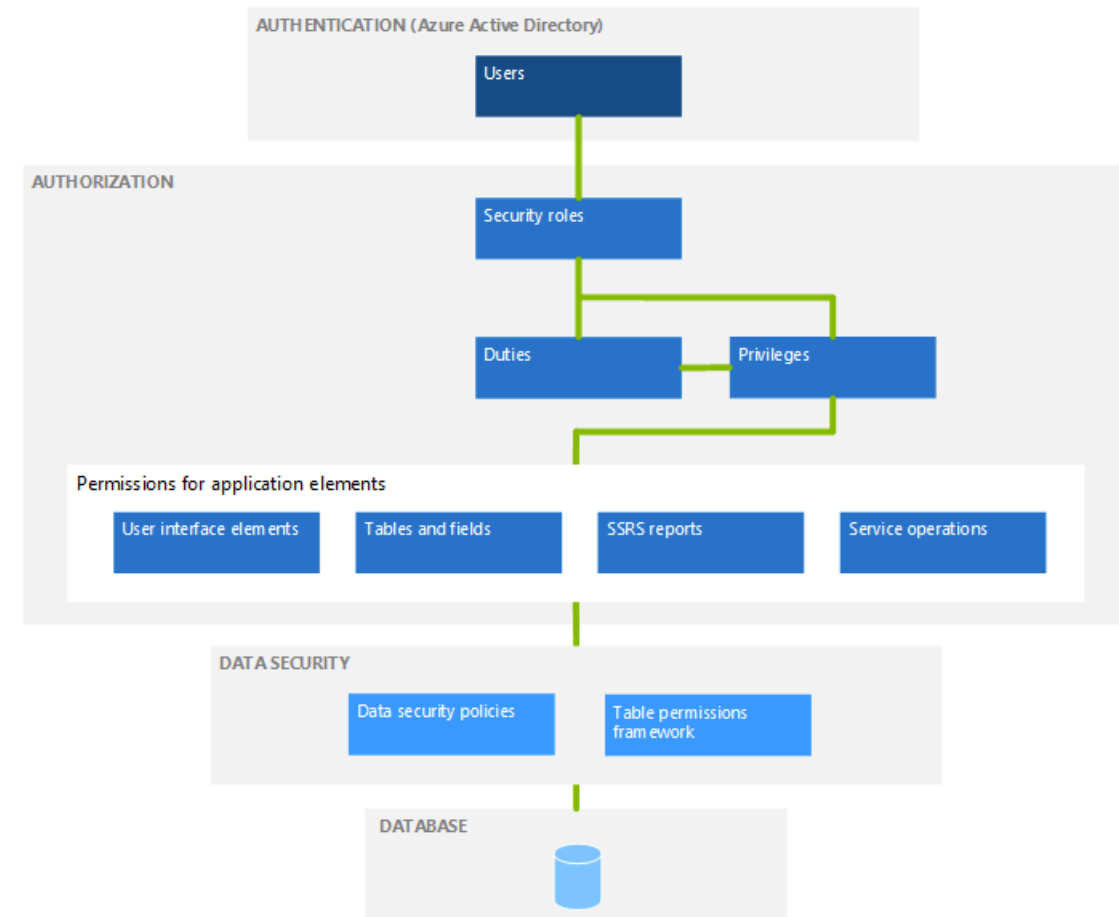 AUTHENTICATION (Azure Active Directory)
Users
AUTHORIZATION
Security roles
Duties
Privileges
Permissions for application elements
User interface elements
Tables and fields
SSRS reports
Service operations
DATA SECURITY
Data security policies
Table permissions
framework
DATABASE